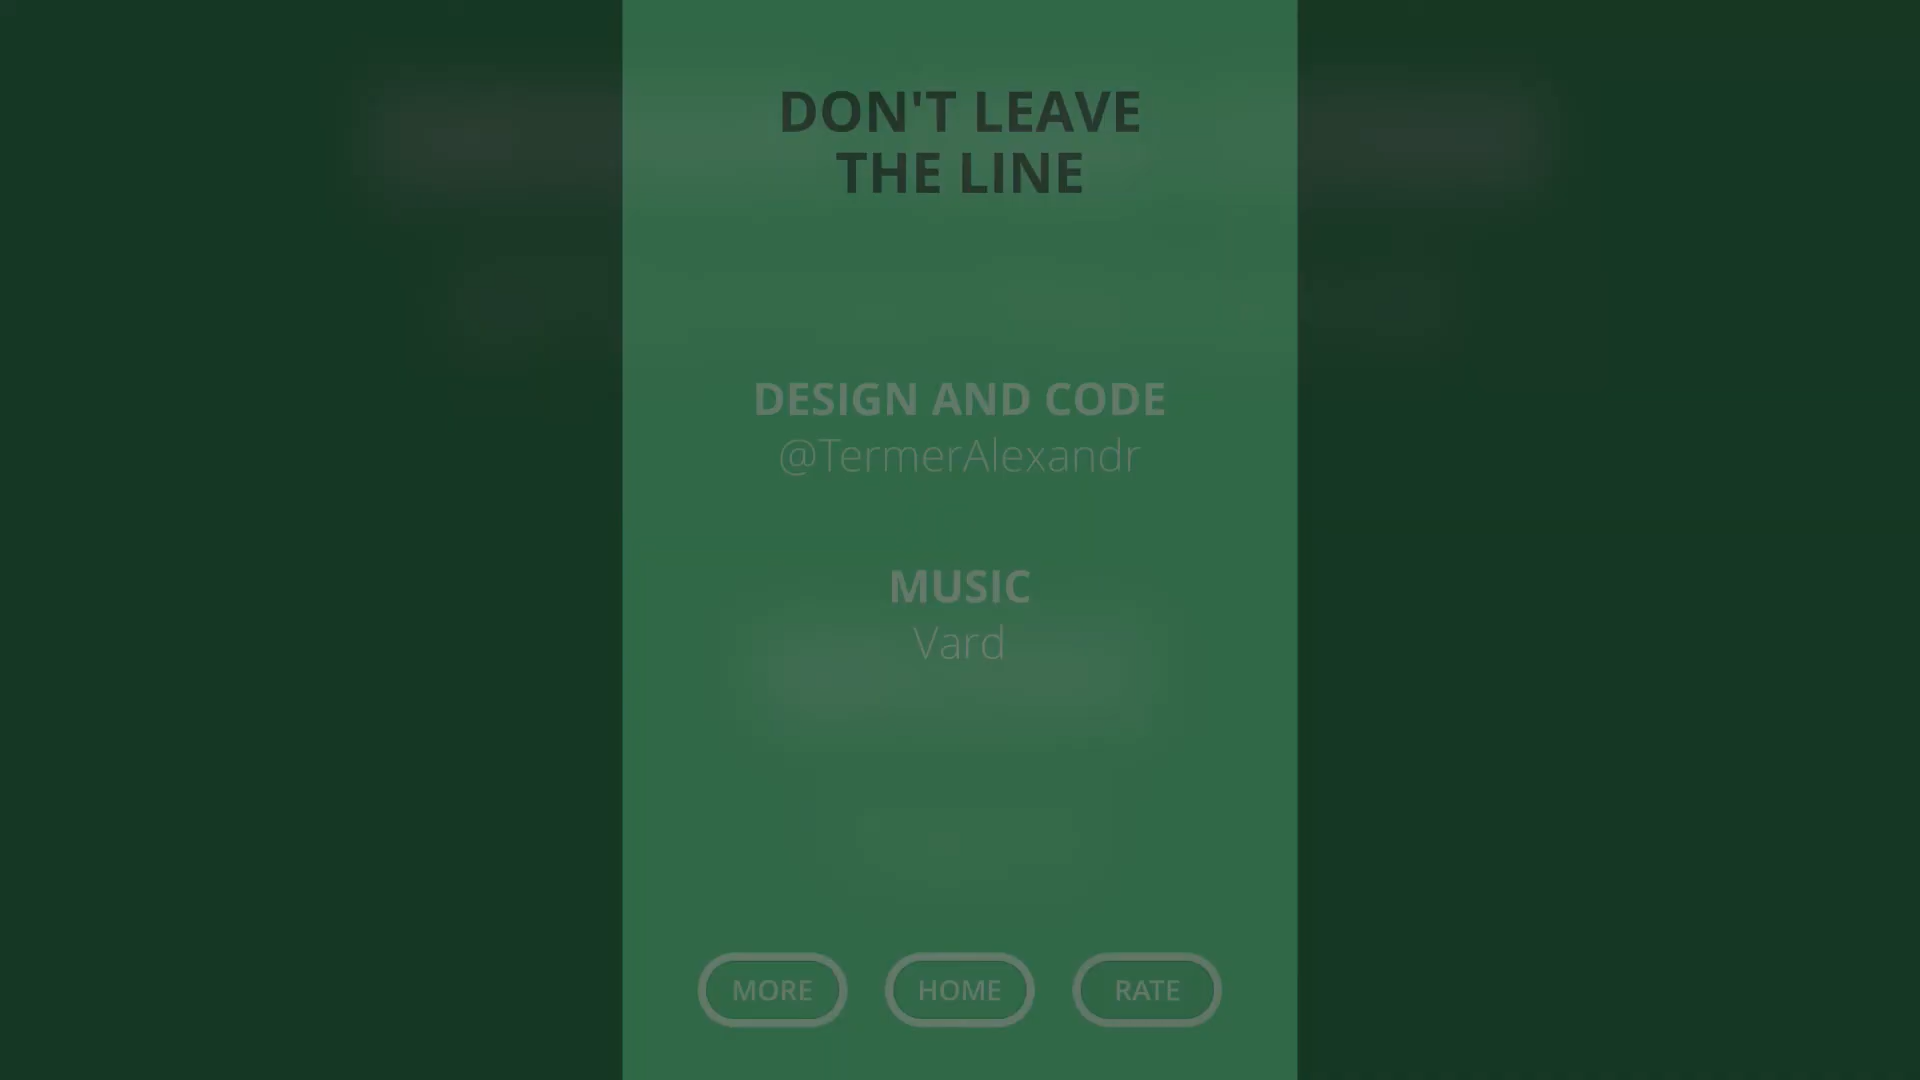 DON'T LEAVE
THE LINE
DESIGN AND CODE
@TermerAlexandr
MUSIC
Vard
MORE
HOME
RATE